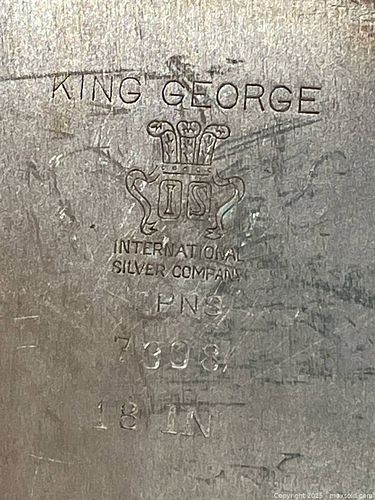 KING GEORGE
IS
INTERNATIONAL
SILVER COMPANY
PNS
18 IN
Copyright 2025 - maxsold.com